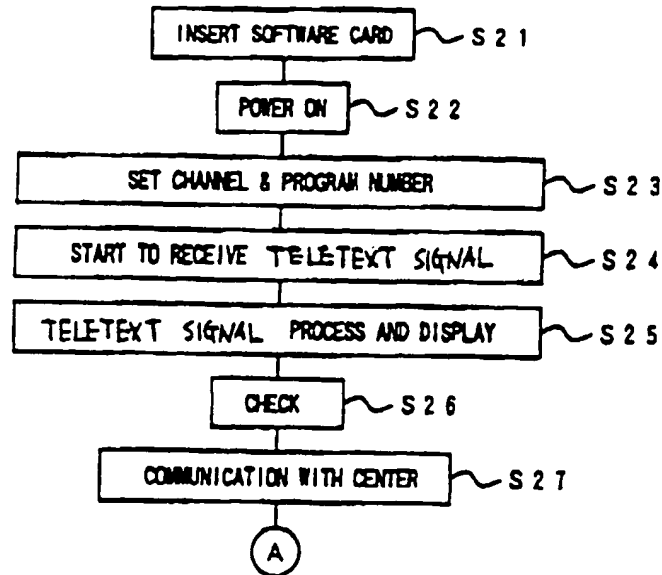 INSERT SOFTWARE CARD S21
POWER ON S22
SET CHANNEL & PROGRAM NUMBER S23
START TO RECEIVE TELETEXT SIGNAL S24
TELETEXT SIGNAL PROCESS AND DISPLAY S25
CHECK S26
COMMUNICATION WITH CENTER S27
A